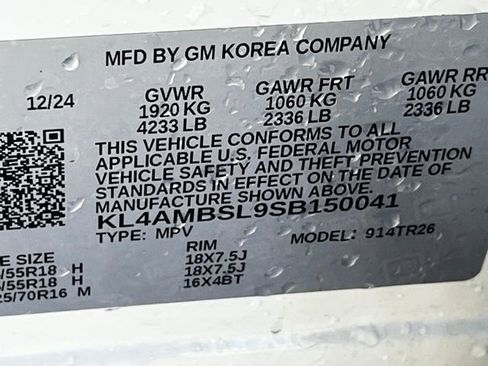 MFD BY GM KOREA COMPANY
12/24 GVWR GAWR FRT GAWR RR
1920 KG 1060 KG 1060 KG
4233 LB 2336 LB 2336 LB
THIS VEHICLE CONFORMS TO ALL
APPLICABLE U.S. FEDERAL MOTOR
VEHICLE SAFETY AND THEFT PREVENTION
STANDARDS IN EFFECT ON THE DATE OF
MANUFACTURE SHOWN ABOVE.
KL4AMBSL9SB150041
TYPE: MPV MODEL: 914TR26
E SIZE RIM
/55R18 H 18X7.5J
/55R18 H 18X7.5J
25/70R16 M 16X4BT